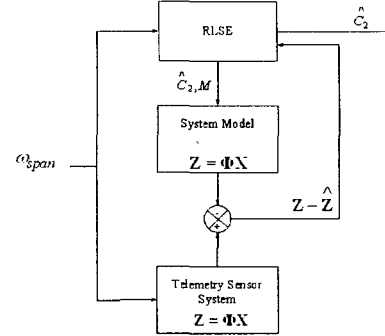 RLSE
Ĉ₂
Ĉ₂,M
System Model
Z = ΦX
ω_span
Z − Ẑ
-
+
Telemetry Sensor
System
Z = ΦX